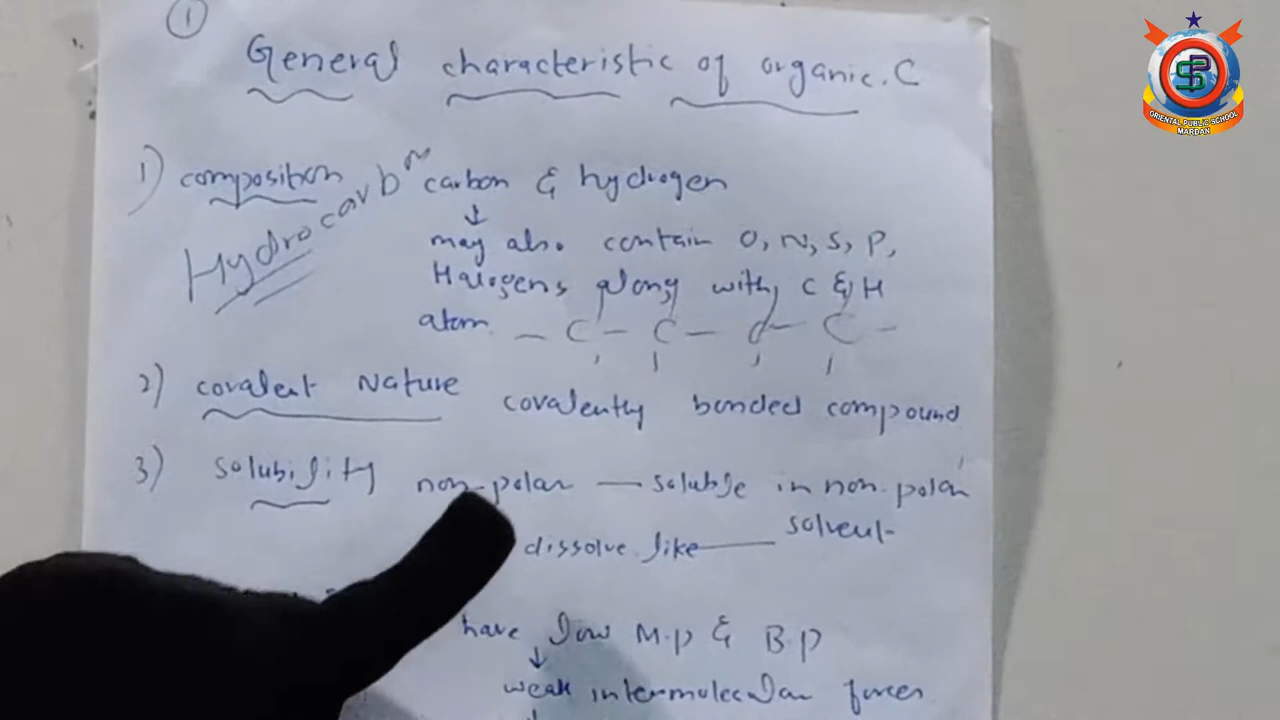 1
General characteristic of organic. C
1) composition carbon & hydrogen
Hydrocarbn
↓
may also contain O, N, S, P,
Halogens along with C & H
atom – C – C – C – C –
2) covalent Nature covalently bonded compound
3) solubility non-polar — soluble in non-polar
solvent
dissolve like —
have low M.p & B.p
↓
weak intermolecular forces
↓
SP
ORIENTAL PUBLIC SCHOOL
MARDAN